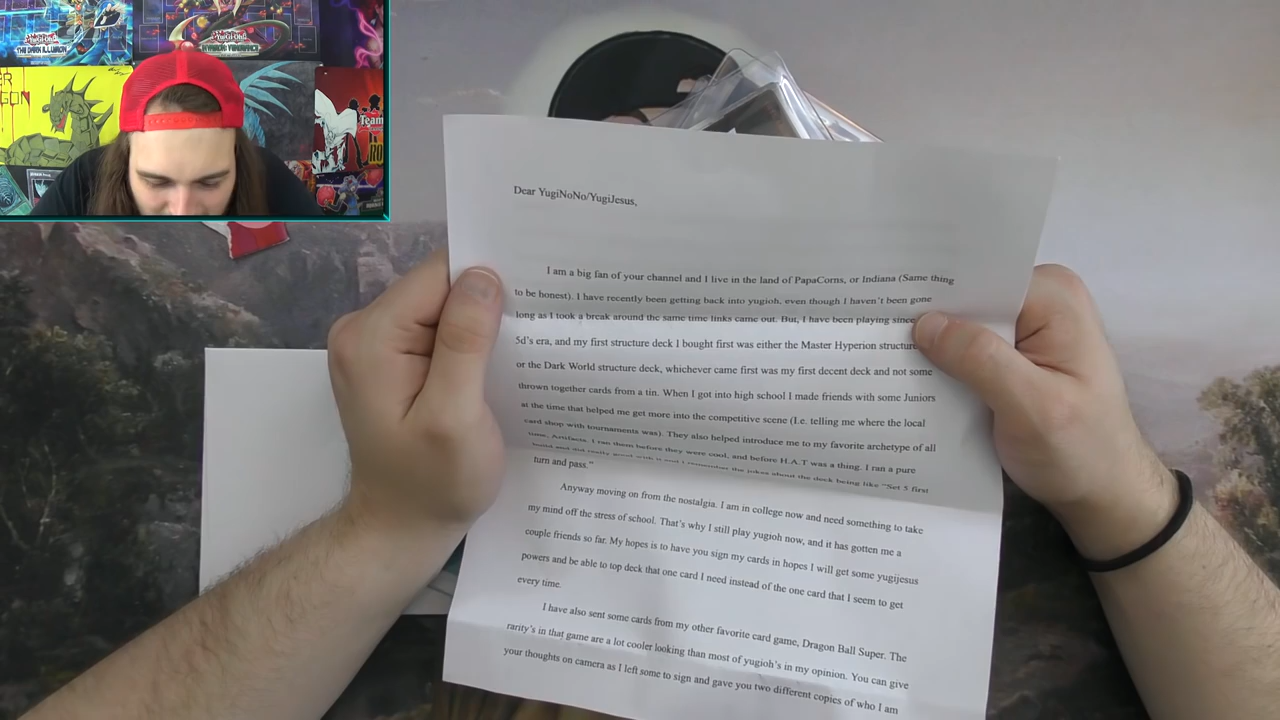 Yu-Gi-Oh!
THE DARK ILLUSION
Yu-Gi-Oh!
INVASION: VENGEANCE
Team
Dear YugiNoNo/YugiJesus,
I am a big fan of your channel and I live in the land of PapaCorns, or Indiana (Same thing
to be honest). I have recently been getting back into yugioh, even though I haven't been gone
long as I took a break around the same time links came out. But, I have been playing since
5d's era, and my first structure deck I bought first was either the Master Hyperion structure
or the Dark World structure deck, whichever came first was my first decent deck and not some
thrown together cards from a tin. When I got into high school I made friends with some Juniors
at the time that helped me get more into the competitive scene (I.e. telling me where the local
card shop with tournaments was). They also helped introduce me to my favorite archetype of all
time, Artifacts. I ran them before they were cool, and before H.A.T was a thing. I ran a pure
build and did really good with it and I remember the jokes about the deck being like "Set 5 first
turn and pass."
Anyway moving on from the nostalgia. I am in college now and need something to take
my mind off the stress of school. That's why I still play yugioh now, and it has gotten me a
couple friends so far. My hopes is to have you sign my cards in hopes I will get some yugijesus
powers and be able to top deck that one card I need instead of the one card that I seem to get
every time.
I have also sent some cards from my other favorite card game, Dragon Ball Super. The
rarity's in that game are a lot cooler looking than most of yugioh's in my opinion. You can give
your thoughts on camera as I left some to sign and gave you two different copies of who I am